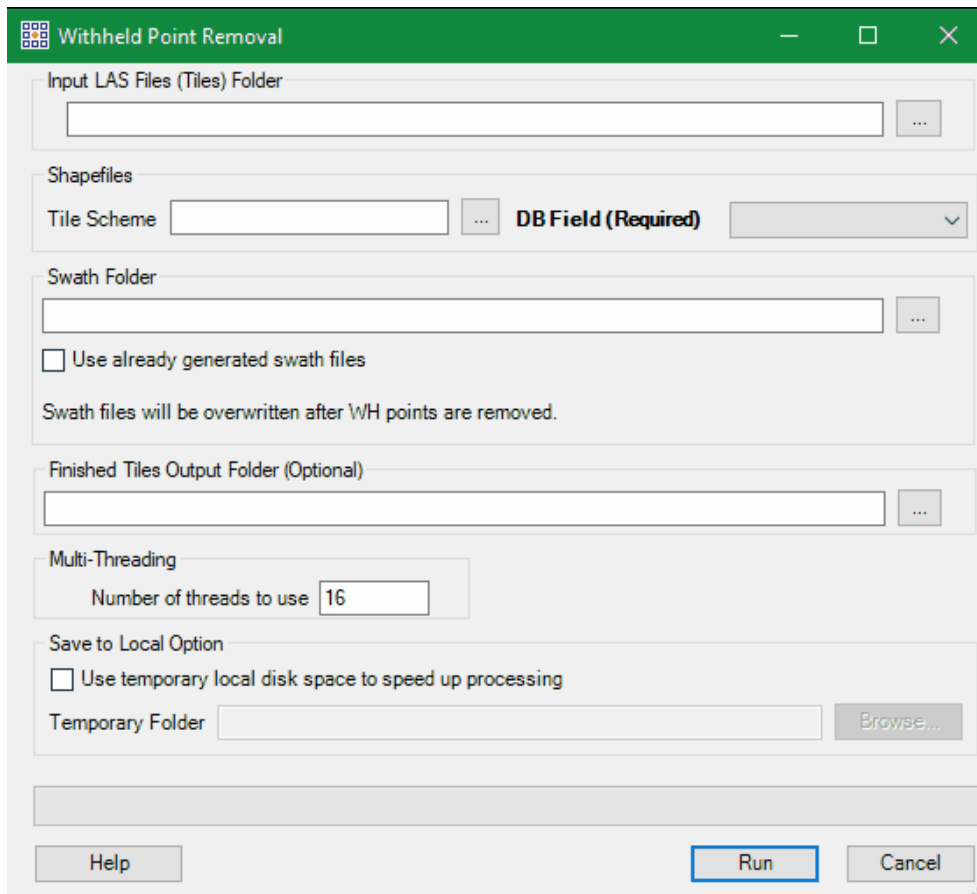 Withheld Point Removal
Input LAS Files (Tiles) Folder
...
Shapefiles
Tile Scheme ... DB Field (Required)
Swath Folder
...
Use already generated swath files
Swath files will be overwritten after WH points are removed.
Finished Tiles Output Folder (Optional)
...
Multi-Threading
Number of threads to use 16
Save to Local Option
Use temporary local disk space to speed up processing
Temporary Folder Browse...
Help Run Cancel